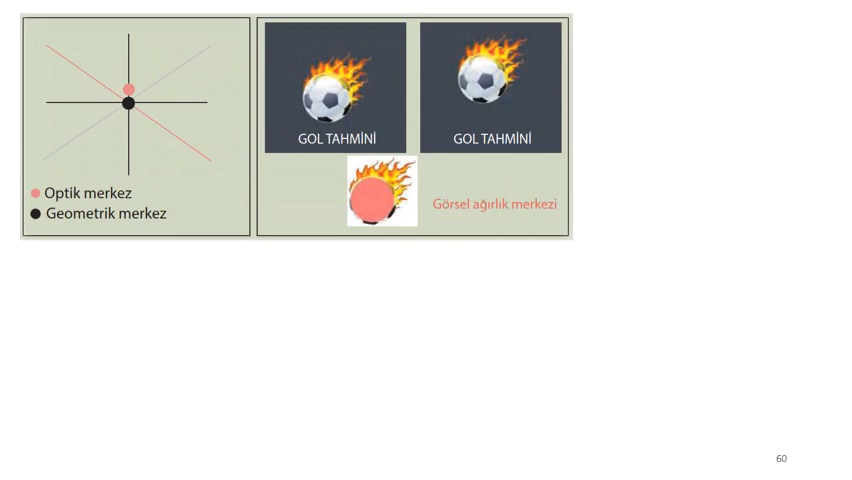 Optik merkez
Geometrik merkez
GOL TAHMİNİ
GOL TAHMİNİ
Görsel ağırlık merkezi
60